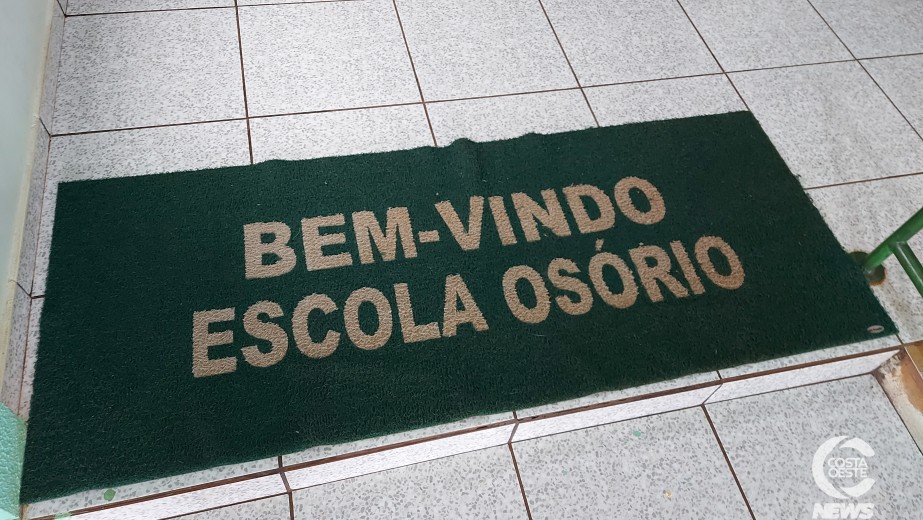 BEM-VINDO
ESCOLA OSÓRIO
COSTA
OESTE
NEWS